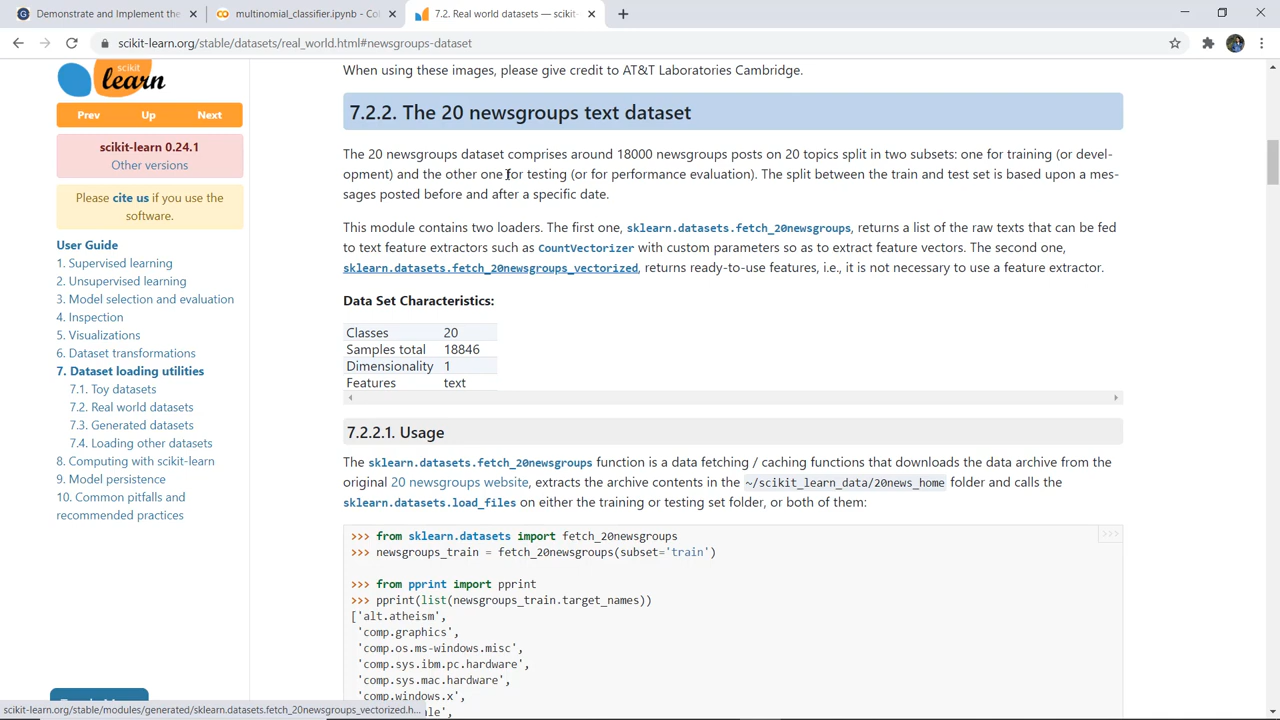 Demonstrate and Implement the
multinomial_classifier.ipynb - Co
7.2. Real world datasets — scikit-
scikit-learn.org/stable/datasets/real_world.html#newsgroups-dataset
scikit
learn
Prev Up Next
scikit-learn 0.24.1
Other versions
Please cite us if you use the
software.
User Guide
1. Supervised learning
2. Unsupervised learning
3. Model selection and evaluation
4. Inspection
5. Visualizations
6. Dataset transformations
7. Dataset loading utilities
7.1. Toy datasets
7.2. Real world datasets
7.3. Generated datasets
7.4. Loading other datasets
8. Computing with scikit-learn
9. Model persistence
10. Common pitfalls and
recommended practices
When using these images, please give credit to AT&T Laboratories Cambridge.
7.2.2. The 20 newsgroups text dataset
The 20 newsgroups dataset comprises around 18000 newsgroups posts on 20 topics split in two subsets: one for training (or devel-
opment) and the other one for testing (or for performance evaluation). The split between the train and test set is based upon a mes-
sages posted before and after a specific date.
This module contains two loaders. The first one, sklearn.datasets.fetch_20newsgroups, returns a list of the raw texts that can be fed
to text feature extractors such as CountVectorizer with custom parameters so as to extract feature vectors. The second one,
sklearn.datasets.fetch_20newsgroups_vectorized, returns ready-to-use features, i.e., it is not necessary to use a feature extractor.
Data Set Characteristics:
Classes 20
Samples total 18846
Dimensionality 1
Features text
7.2.2.1. Usage
The sklearn.datasets.fetch_20newsgroups function is a data fetching / caching functions that downloads the data archive from the
original 20 newsgroups website, extracts the archive contents in the ~/scikit_learn_data/20news_home folder and calls the
sklearn.datasets.load_files on either the training or testing set folder, or both of them:
>>>
>>> from sklearn.datasets import fetch_20newsgroups
>>> newsgroups_train = fetch_20newsgroups(subset='train')
>>> from pprint import pprint
>>> pprint(list(newsgroups_train.target_names))
['alt.atheism',
'comp.graphics',
'comp.os.ms-windows.misc',
'comp.sys.ibm.pc.hardware',
'comp.sys.mac.hardware',
'comp.windows.x',
scikit-learn.org/stable/modules/generated/sklearn.datasets.fetch_20newsgroups_vectorized.h...